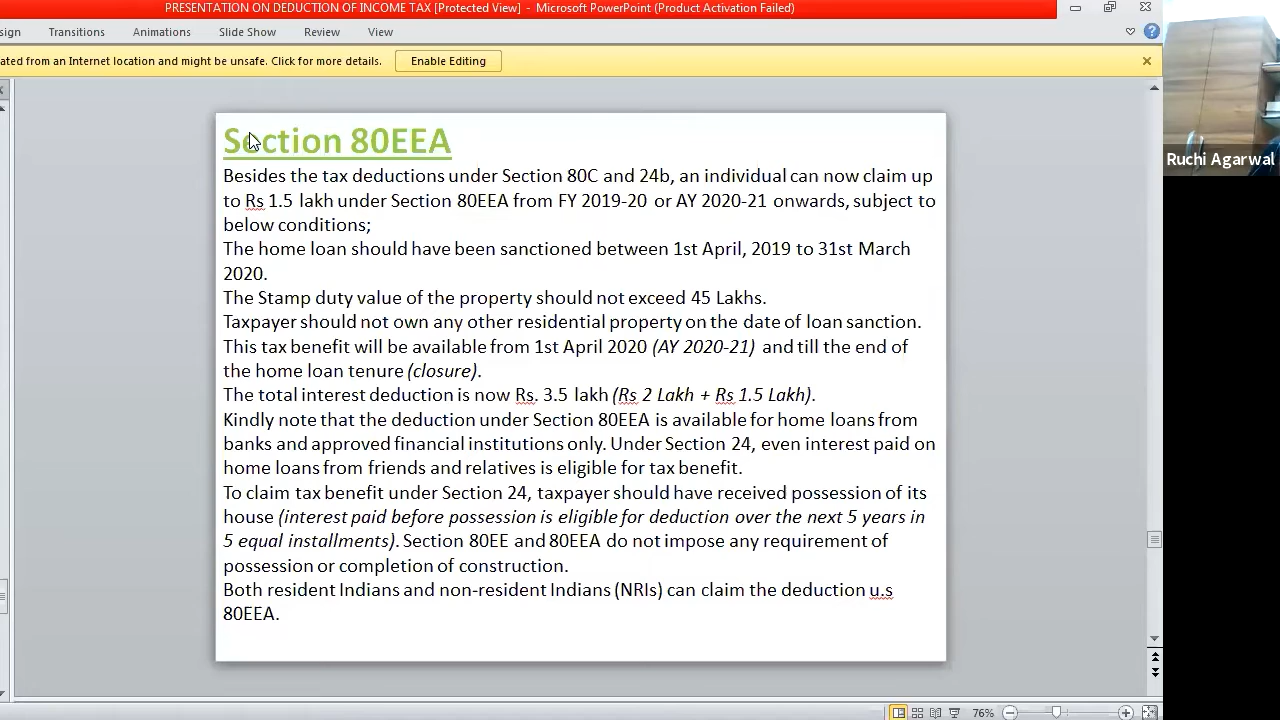 PRESENTATION ON DEDUCTION OF INCOME TAX [Protected View] - Microsoft PowerPoint (Product Activation Failed)
sign Transitions Animations Slide Show Review View
ated from an Internet location and might be unsafe. Click for more details. Enable Editing
Ruchi Agarwal
Section 80EEA
Besides the tax deductions under Section 80C and 24b, an individual can now claim up
to Rs 1.5 lakh under Section 80EEA from FY 2019-20 or AY 2020-21 onwards, subject to
below conditions;
The home loan should have been sanctioned between 1st April, 2019 to 31st March
2020.
The Stamp duty value of the property should not exceed 45 Lakhs.
Taxpayer should not own any other residential property on the date of loan sanction.
This tax benefit will be available from 1st April 2020 (AY 2020-21) and till the end of
the home loan tenure (closure).
The total interest deduction is now Rs. 3.5 lakh (Rs 2 Lakh + Rs 1.5 Lakh).
Kindly note that the deduction under Section 80EEA is available for home loans from
banks and approved financial institutions only. Under Section 24, even interest paid on
home loans from friends and relatives is eligible for tax benefit.
To claim tax benefit under Section 24, taxpayer should have received possession of its
house (interest paid before possession is eligible for deduction over the next 5 years in
5 equal installments). Section 80EE and 80EEA do not impose any requirement of
possession or completion of construction.
Both resident Indians and non-resident Indians (NRIs) can claim the deduction u.s
80EEA.
76%